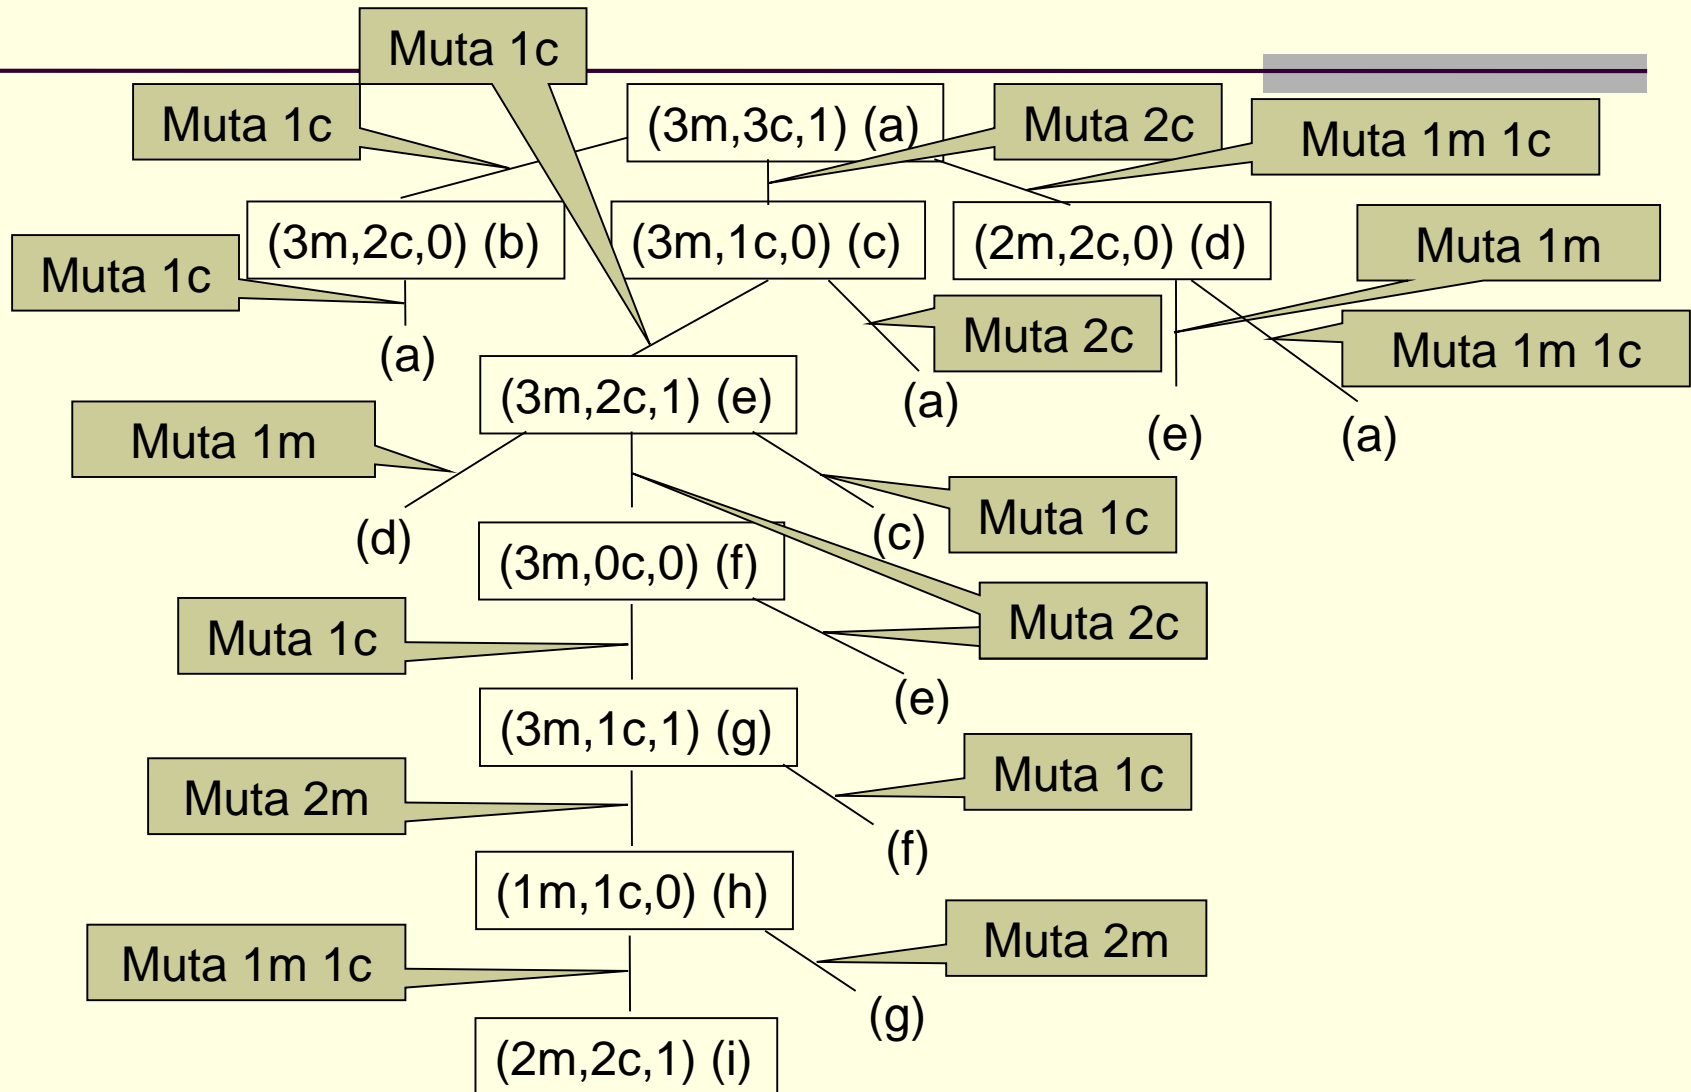 Muta 1c
Muta 1c
(3m,3c,1) (a)
Muta 2c
Muta 1m 1c
(3m,2c,0) (b)
(3m,1c,0) (c)
(2m,2c,0) (d)
Muta 1m
Muta 1c
(a)
Muta 2c
Muta 1m 1c
(3m,2c,1) (e)
(a)
(e)
(a)
Muta 1m
Muta 1c
(d)
(c)
(3m,0c,0) (f)
Muta 1c
Muta 2c
(e)
(3m,1c,1) (g)
Muta 2m
Muta 1c
(f)
(1m,1c,0) (h)
Muta 1m 1c
Muta 2m
(g)
(2m,2c,1) (i)